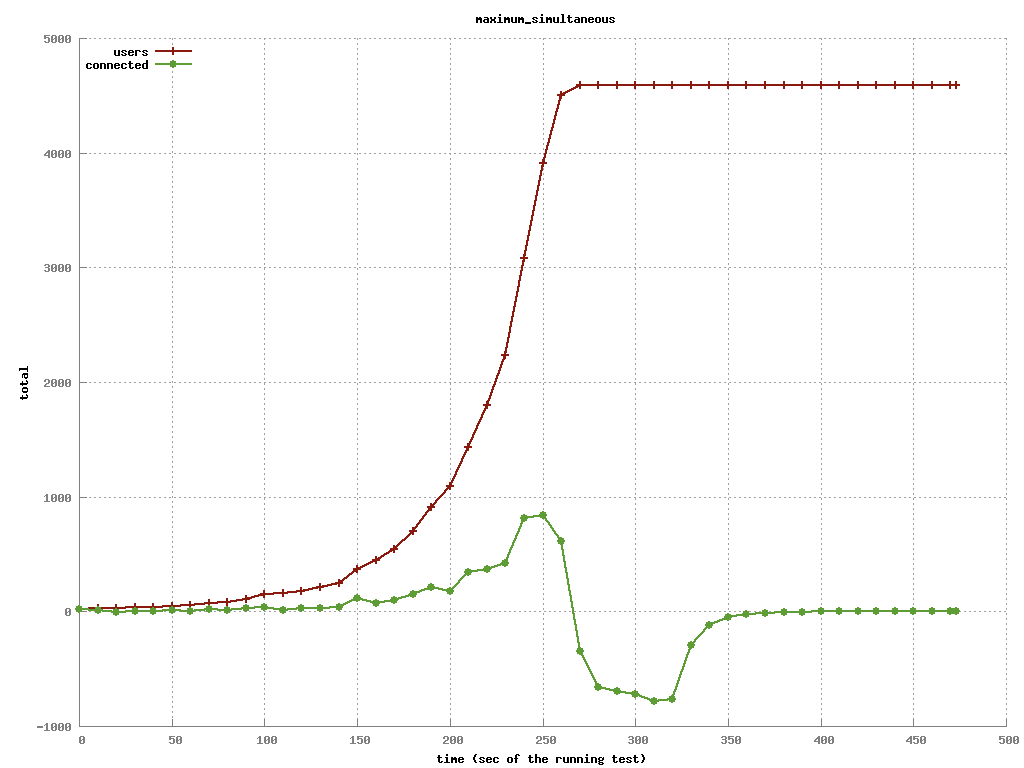 maximum_simultaneous
5000
users
connected
4000
3000
2000
total
1000
0
-1000
0 50 100 150 200 250 300 350 400 450 500
time (sec of the running test)